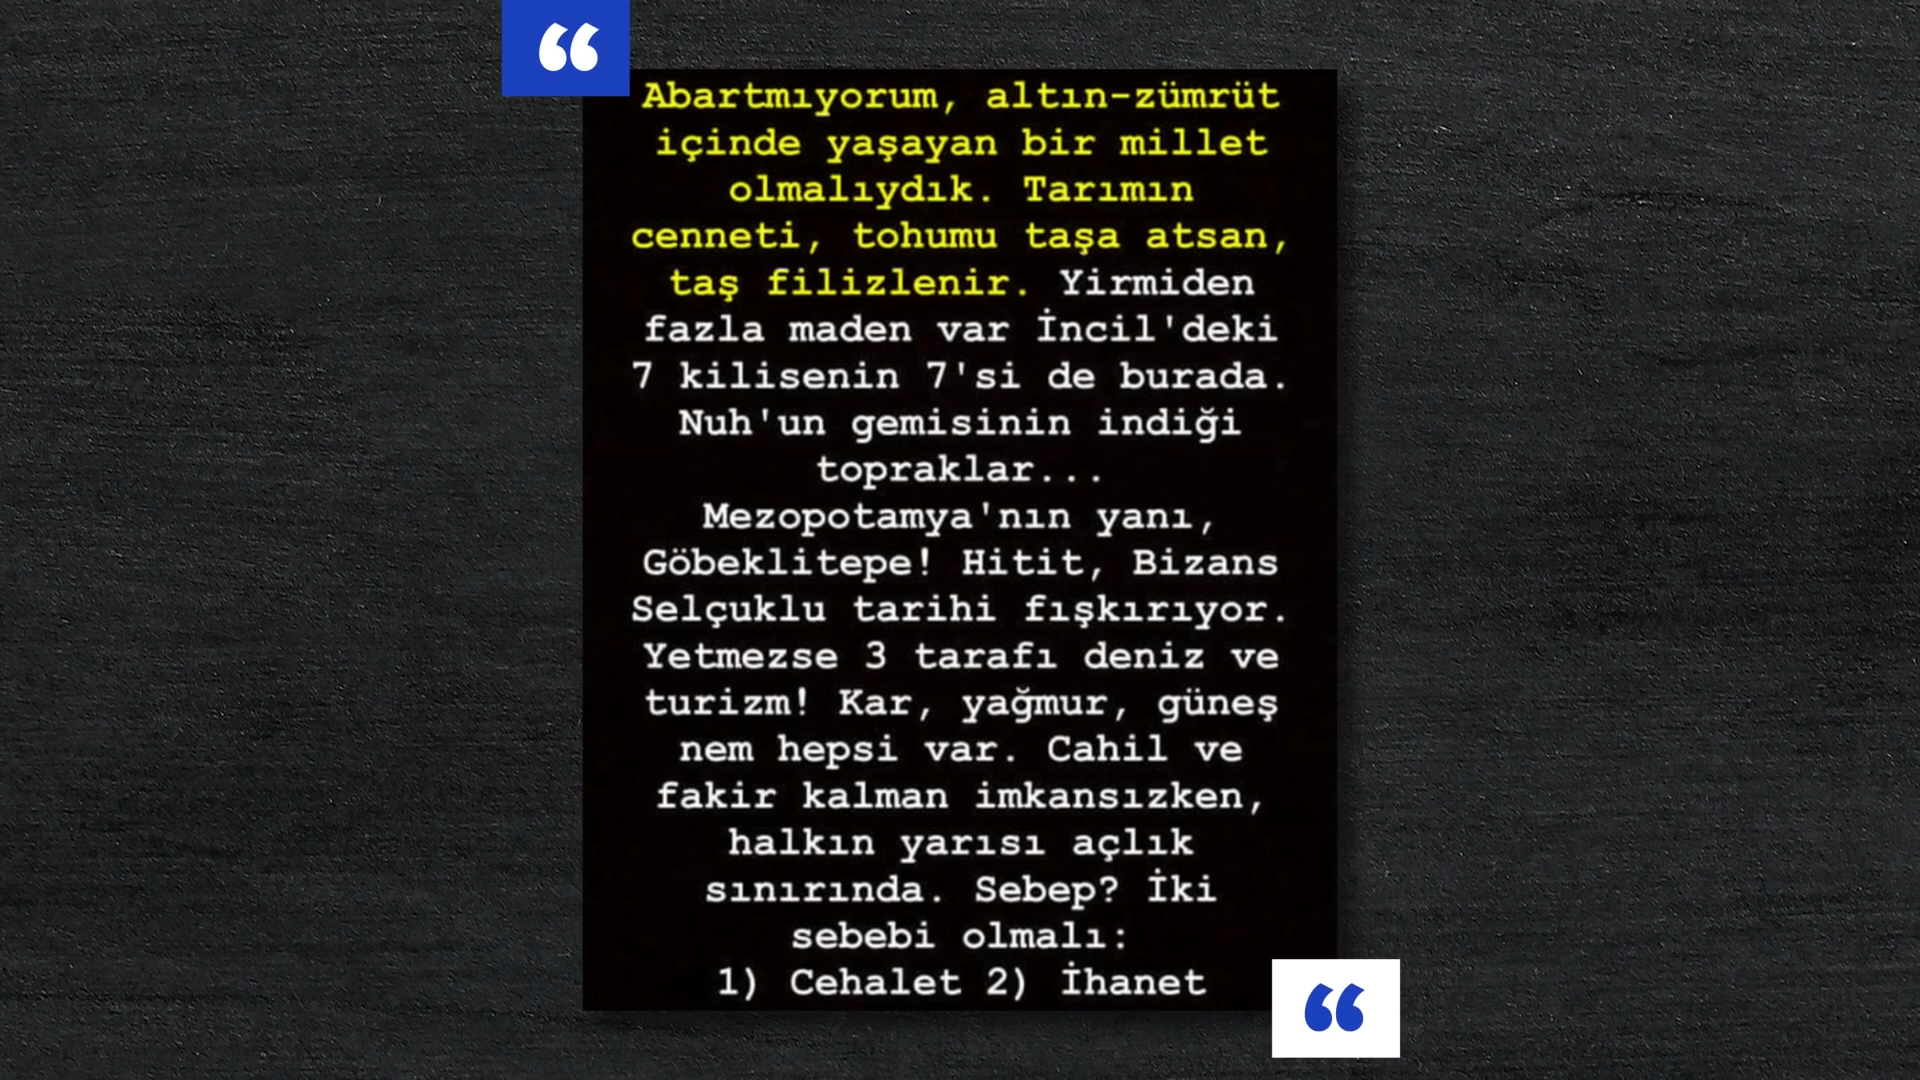 Abartmıyorum, altın-zümrüt
içinde yaşayan bir millet
olmalıydık. Tarımın
cenneti, tohumu taşa atsan,
taş filizlenir. Yirmiden
fazla maden var İncil'deki
7 kilisenin 7'si de burada.
Nuh'un gemisinin indiği
topraklar...
Mezopotamya'nın yanı,
Göbeklitepe! Hitit, Bizans
Selçuklu tarihi fışkırıyor.
Yetmezse 3 tarafı deniz ve
turizm! Kar, yağmur, güneş
nem hepsi var. Cahil ve
fakir kalman imkansızken,
halkın yarısı açlık
sınırında. Sebep? İki
sebebi olmalı:
1) Cehalet 2) İhanet